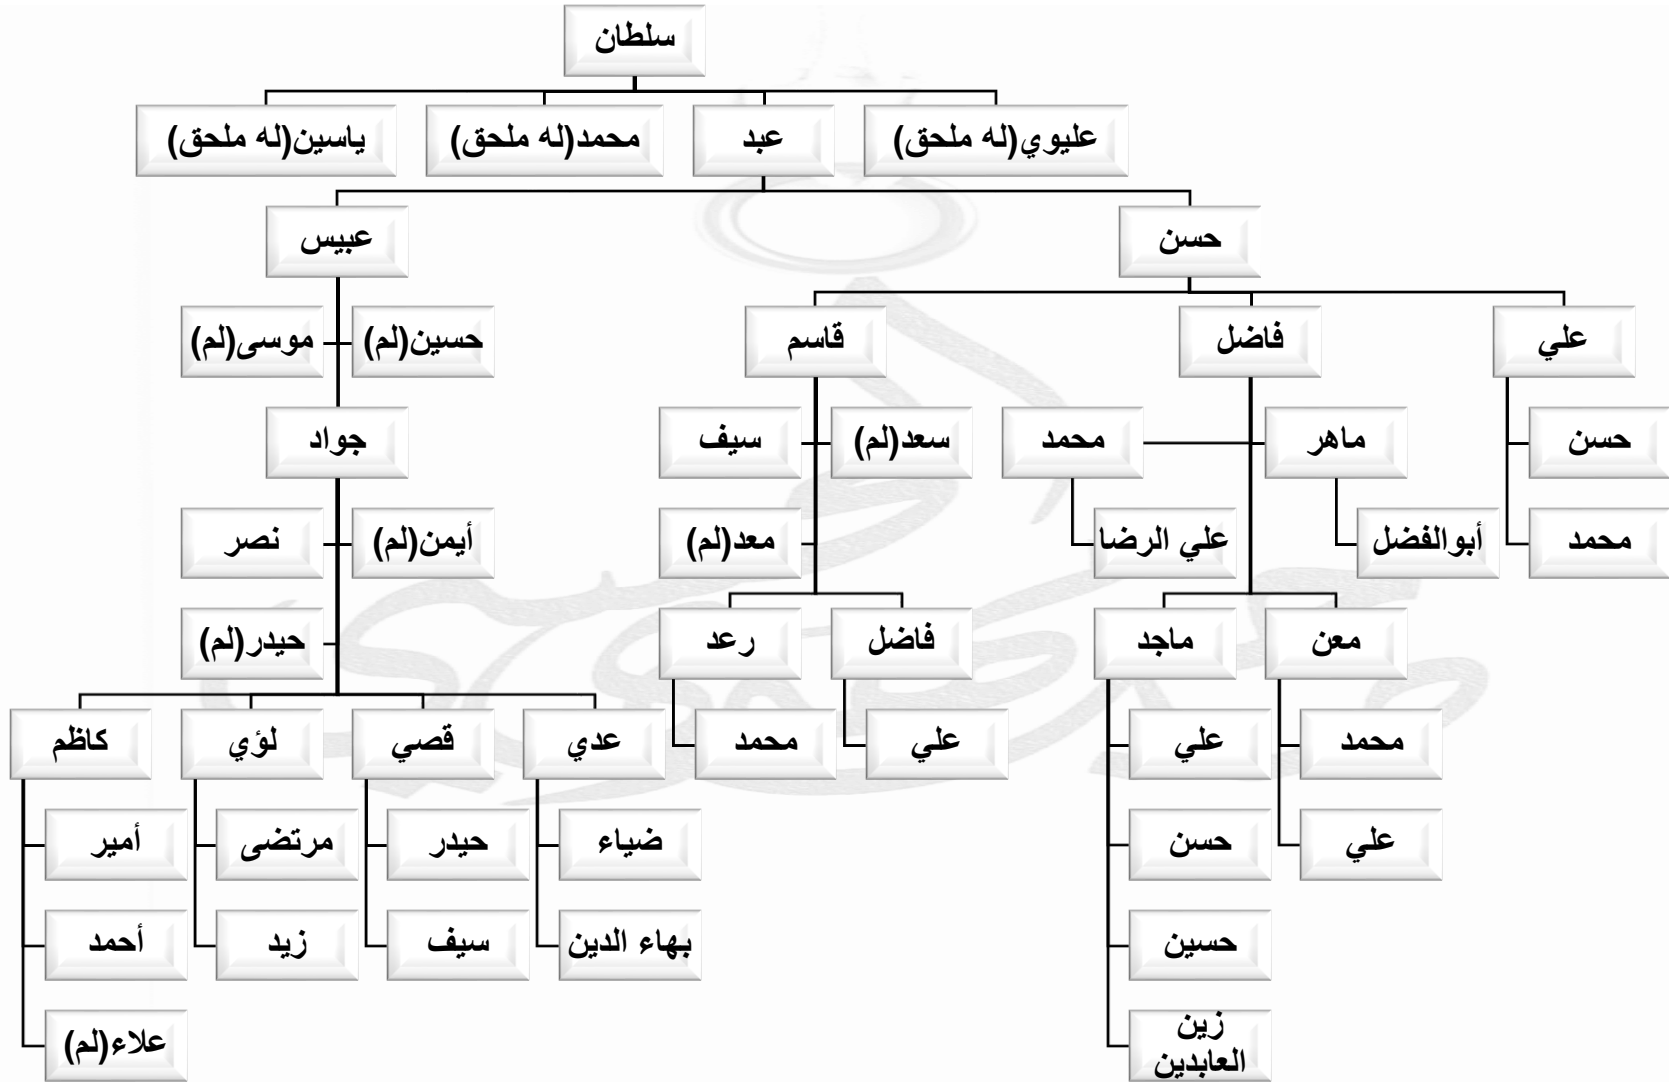 سلطان
عليوي(له ملحق)
عبد
محمد(له ملحق)
ياسين(له ملحق)
حسن
عبيس
علي
فاضل
قاسم
حسين(لم)
موسى(لم)
حسن
ماهر
محمد
سعد(لم)
سيف
جواد
محمد
أبوالفضل
علي الرضا
معد(لم)
أيمن(لم)
نصر
معن
ماجد
فاضل
رعد
حيدر(لم)
محمد
علي
علي
محمد
عدي
قصي
لؤي
كاظم
علي
حسن
ضياء
حيدر
مرتضى
أمير
حسين
بهاء الدين
سيف
زيد
أحمد
زين
العابدين
علاء(لم)